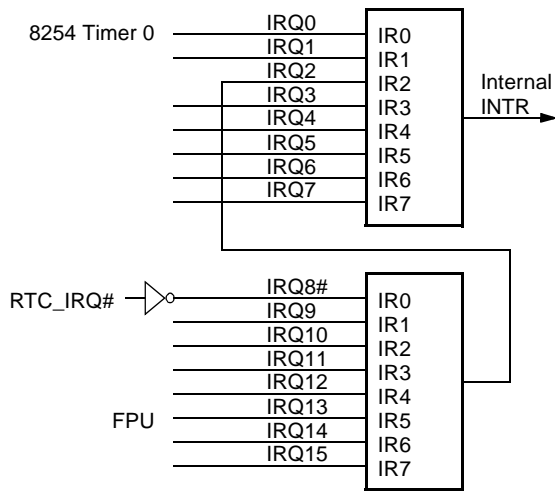 8254 Timer 0
IRQ0
IR0
IRQ1
IR1
IRQ2
IR2
IRQ3
IR3
IRQ4
IR4
IRQ5
IR5
IRQ6
IR6
IRQ7
IR7
Internal
INTR
RTC_IRQ#
IRQ8#
IR0
IRQ9
IR1
IRQ10
IR2
IRQ11
IR3
IRQ12
IR4
FPU
IRQ13
IR5
IRQ14
IR6
IRQ15
IR7